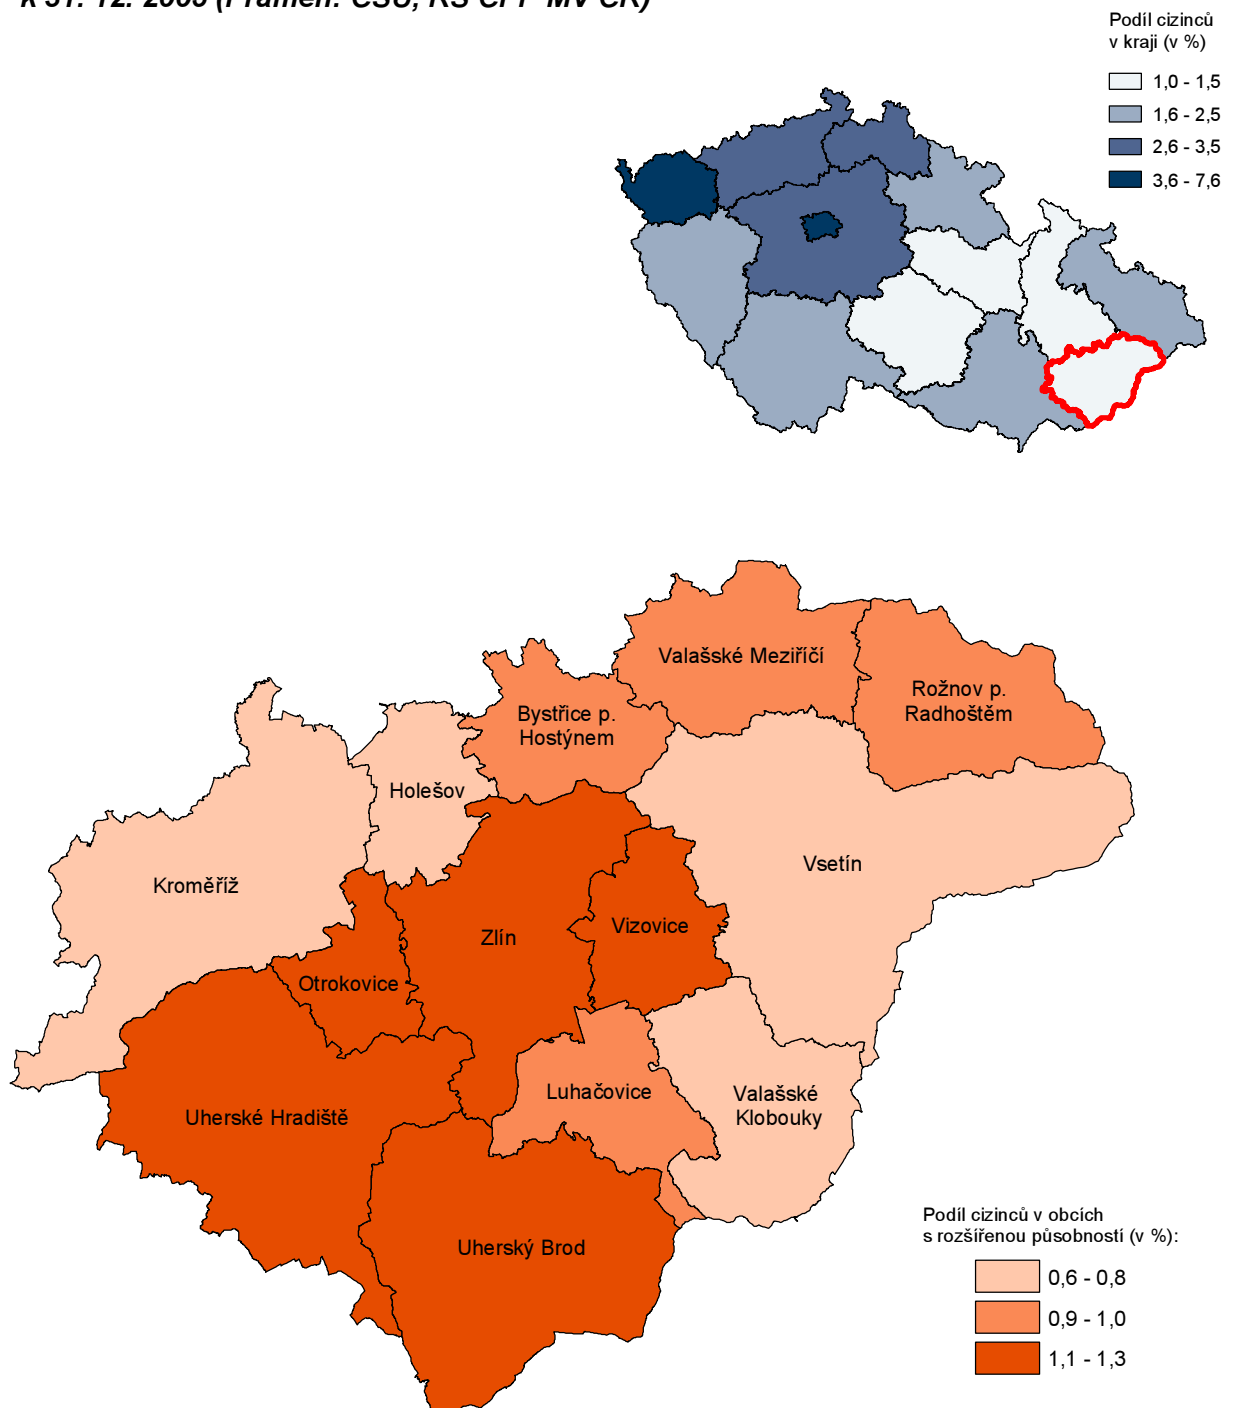 Podíl cizinců
v kraji (v %)
1,0 - 1,5
1,6 - 2,5
2,6 - 3,5
3,6 - 7,6
Valašské Meziříčí
Rožnov p.
Radhoštěm
Bystřice p.
Hostýnem
Holešov
Vsetín
Kroměříž
Vizovice
Zlín
Otrokovice
Luhačovice
Valašské
Klobouky
Uherské Hradiště
Uherský Brod
Podíl cizinců v obcích
s rozšířenou působností (v %):
0,6 - 0,8
0,9 - 1,0
1,1 - 1,3